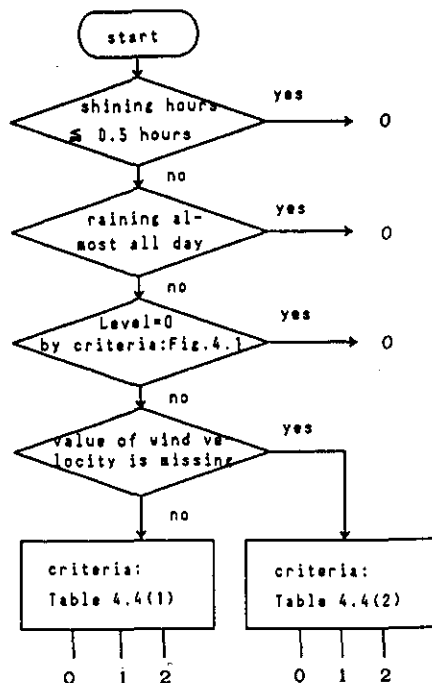 start
shining hours
≦ 0.5 hours
yes
0
no
raining al-
most all day
yes
0
no
Level=0
by criteria:Fig.4.1
yes
0
no
value of wind ve-
locity is missing
yes
no
criteria:
Table 4.4(1)
criteria:
Table 4.4(2)
0 1 2
0 1 2